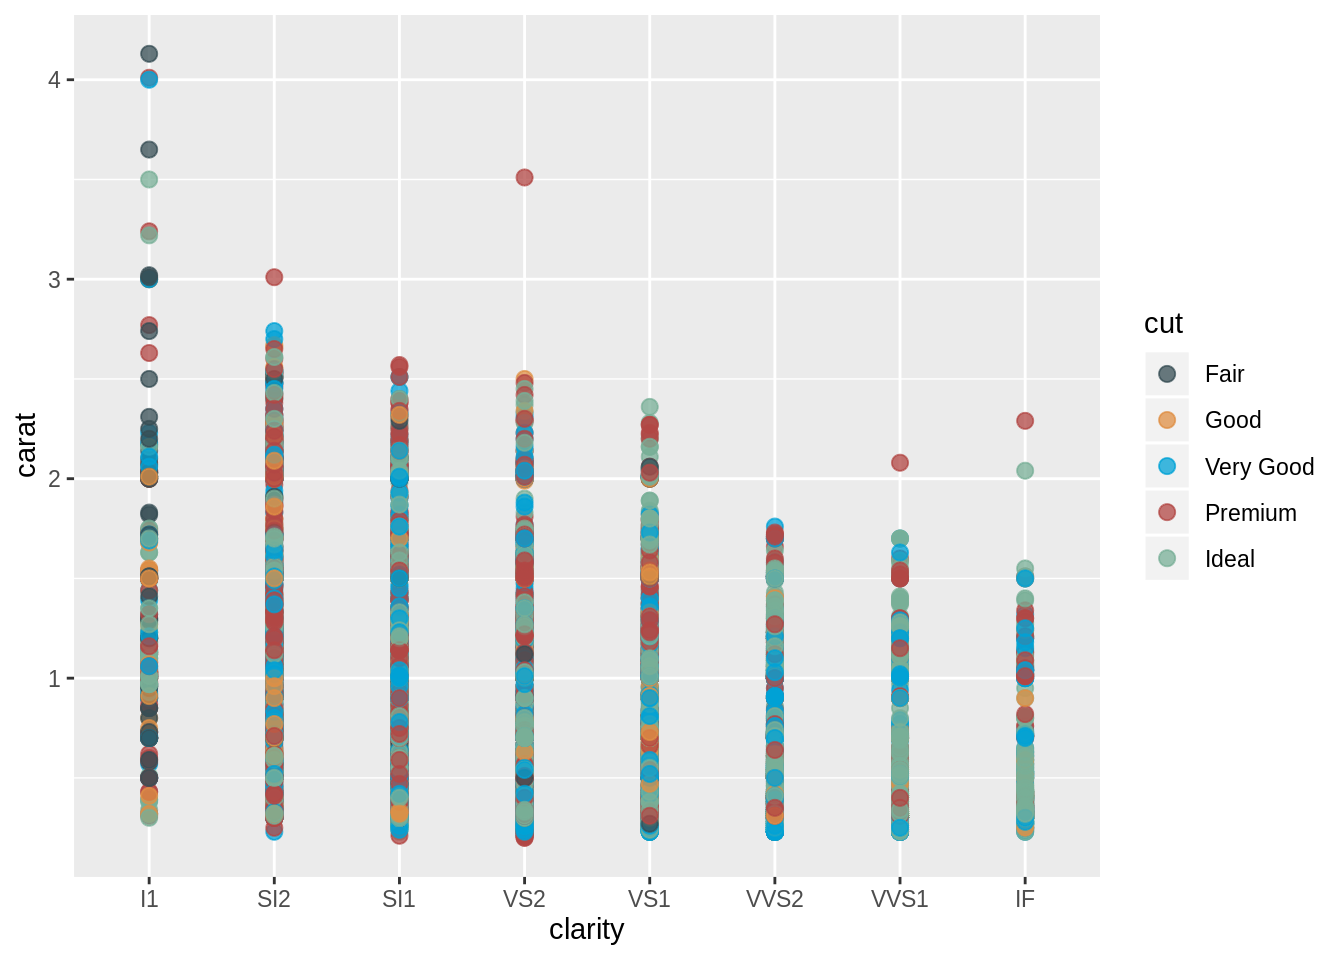 4
3
2
1
carat
I1 SI2 SI1 VS2 VS1 VVS2 VVS1 IF
clarity
cut
Fair
Good
Very Good
Premium
Ideal